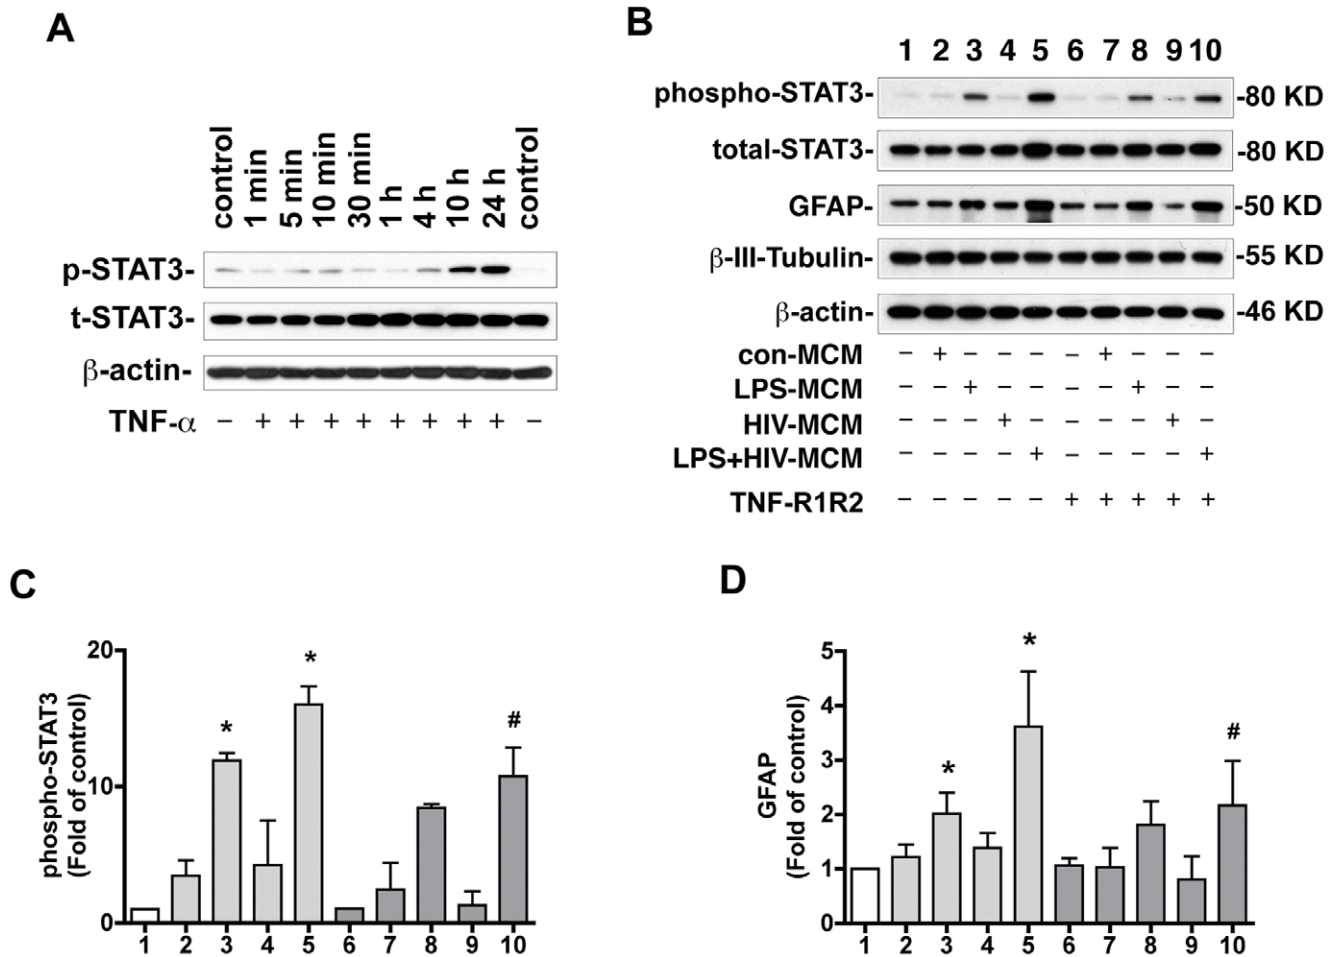 A
control 1 min 5 min 10 min 30 min 1 h 4 h 10 h 24 h control
p-STAT3-
t-STAT3-
β-actin-
TNF-α − + + + + + + + + −
B
1 2 3 4 5 6 7 8 9 10
phospho-STAT3- -80 KD
total-STAT3- -80 KD
GFAP- -50 KD
β-III-Tubulin- -55 KD
β-actin- -46 KD
con-MCM − + − − − − + − − −
LPS-MCM − − + − − − − + − −
HIV-MCM − − − + − − − − + −
LPS+HIV-MCM − − − − + − − − − +
TNF-R1R2 − − − − − + + + + +
C
phospho-STAT3
(Fold of control)
20
10
0
* * #
1 2 3 4 5 6 7 8 9 10
D
GFAP
(Fold of control)
5
4
3
2
1
0
* * #
1 2 3 4 5 6 7 8 9 10